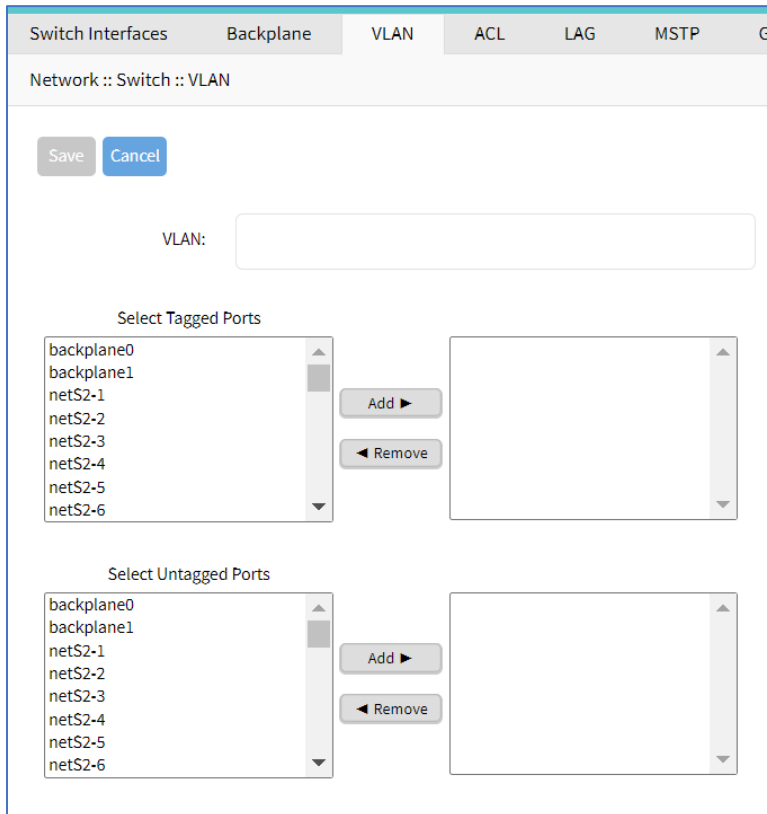 Switch Interfaces Backplane VLAN ACL LAG MSTP G
Network :: Switch :: VLAN
Save Cancel
VLAN:
Select Tagged Ports
backplane0
backplane1
netS2-1
netS2-2
netS2-3
netS2-4
netS2-5
netS2-6
Add ►
◄ Remove
Select Untagged Ports
backplane0
backplane1
netS2-1
netS2-2
netS2-3
netS2-4
netS2-5
netS2-6
Add ►
◄ Remove